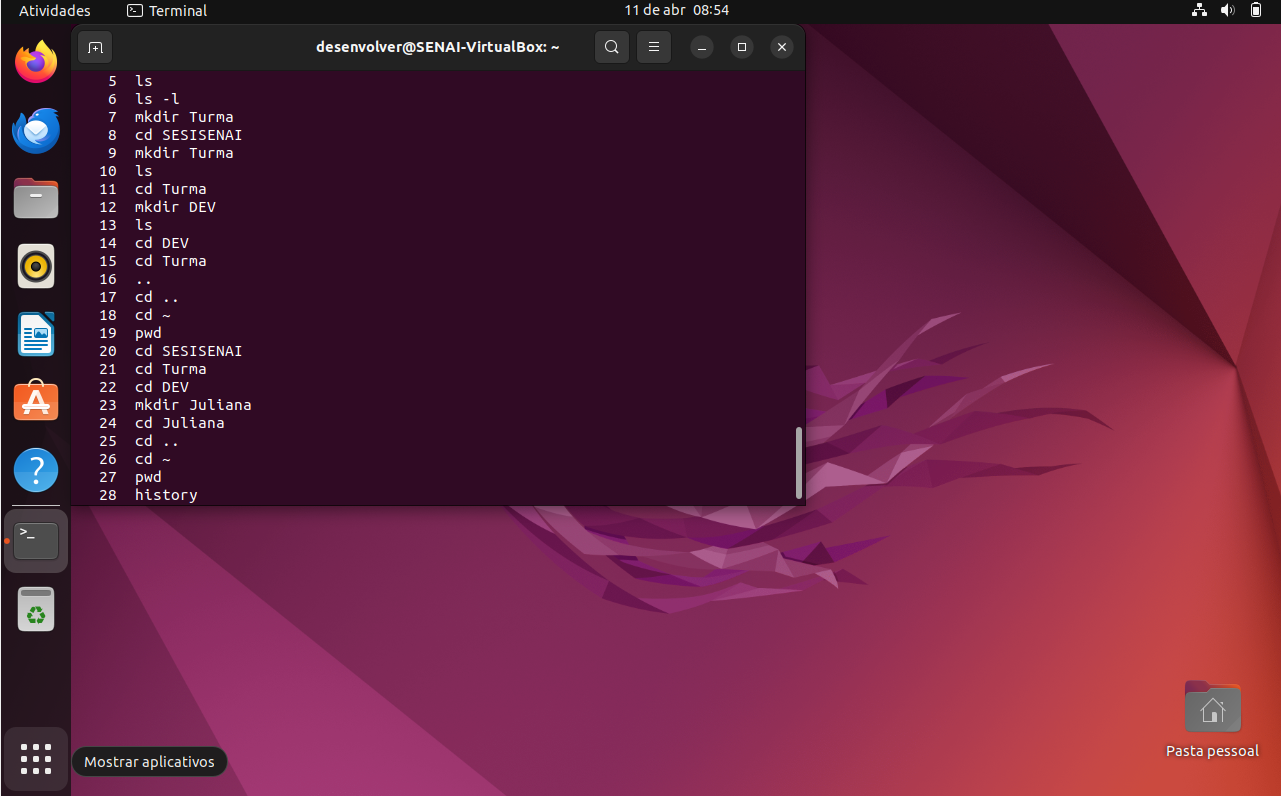 Atividades Terminal 11 de abr 08:54
desenvolver@SENAI-VirtualBox: ~
5 ls
6 ls -l
7 mkdir Turma
8 cd SESISENAI
9 mkdir Turma
10 ls
11 cd Turma
12 mkdir DEV
13 ls
14 cd DEV
15 cd Turma
16 ..
17 cd ..
18 cd ~
19 pwd
20 cd SESISENAI
21 cd Turma
22 cd DEV
23 mkdir Juliana
24 cd Juliana
25 cd ..
26 cd ~
27 pwd
28 history
Pasta pessoal
Mostrar aplicativos